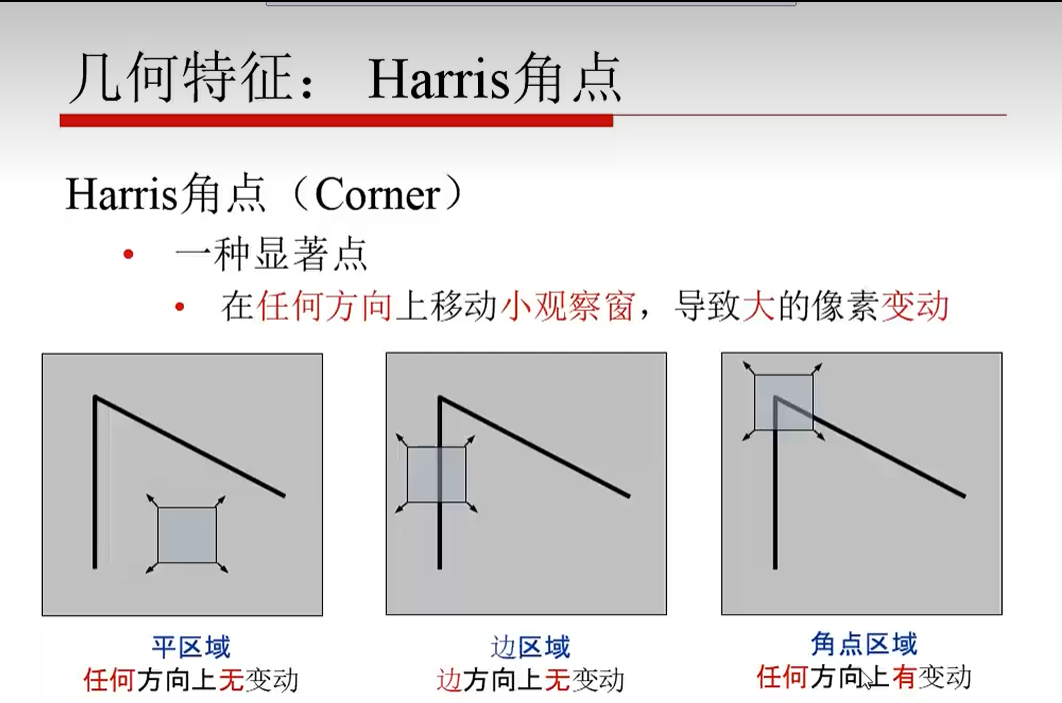 几何特征： Harris角点
Harris角点（Corner）
• 一种显著点
• 在任何方向上移动小观察窗，导致大的像素变动
平区域
任何方向上无变动
边区域
边方向上无变动
角点区域
任何方向上有变动